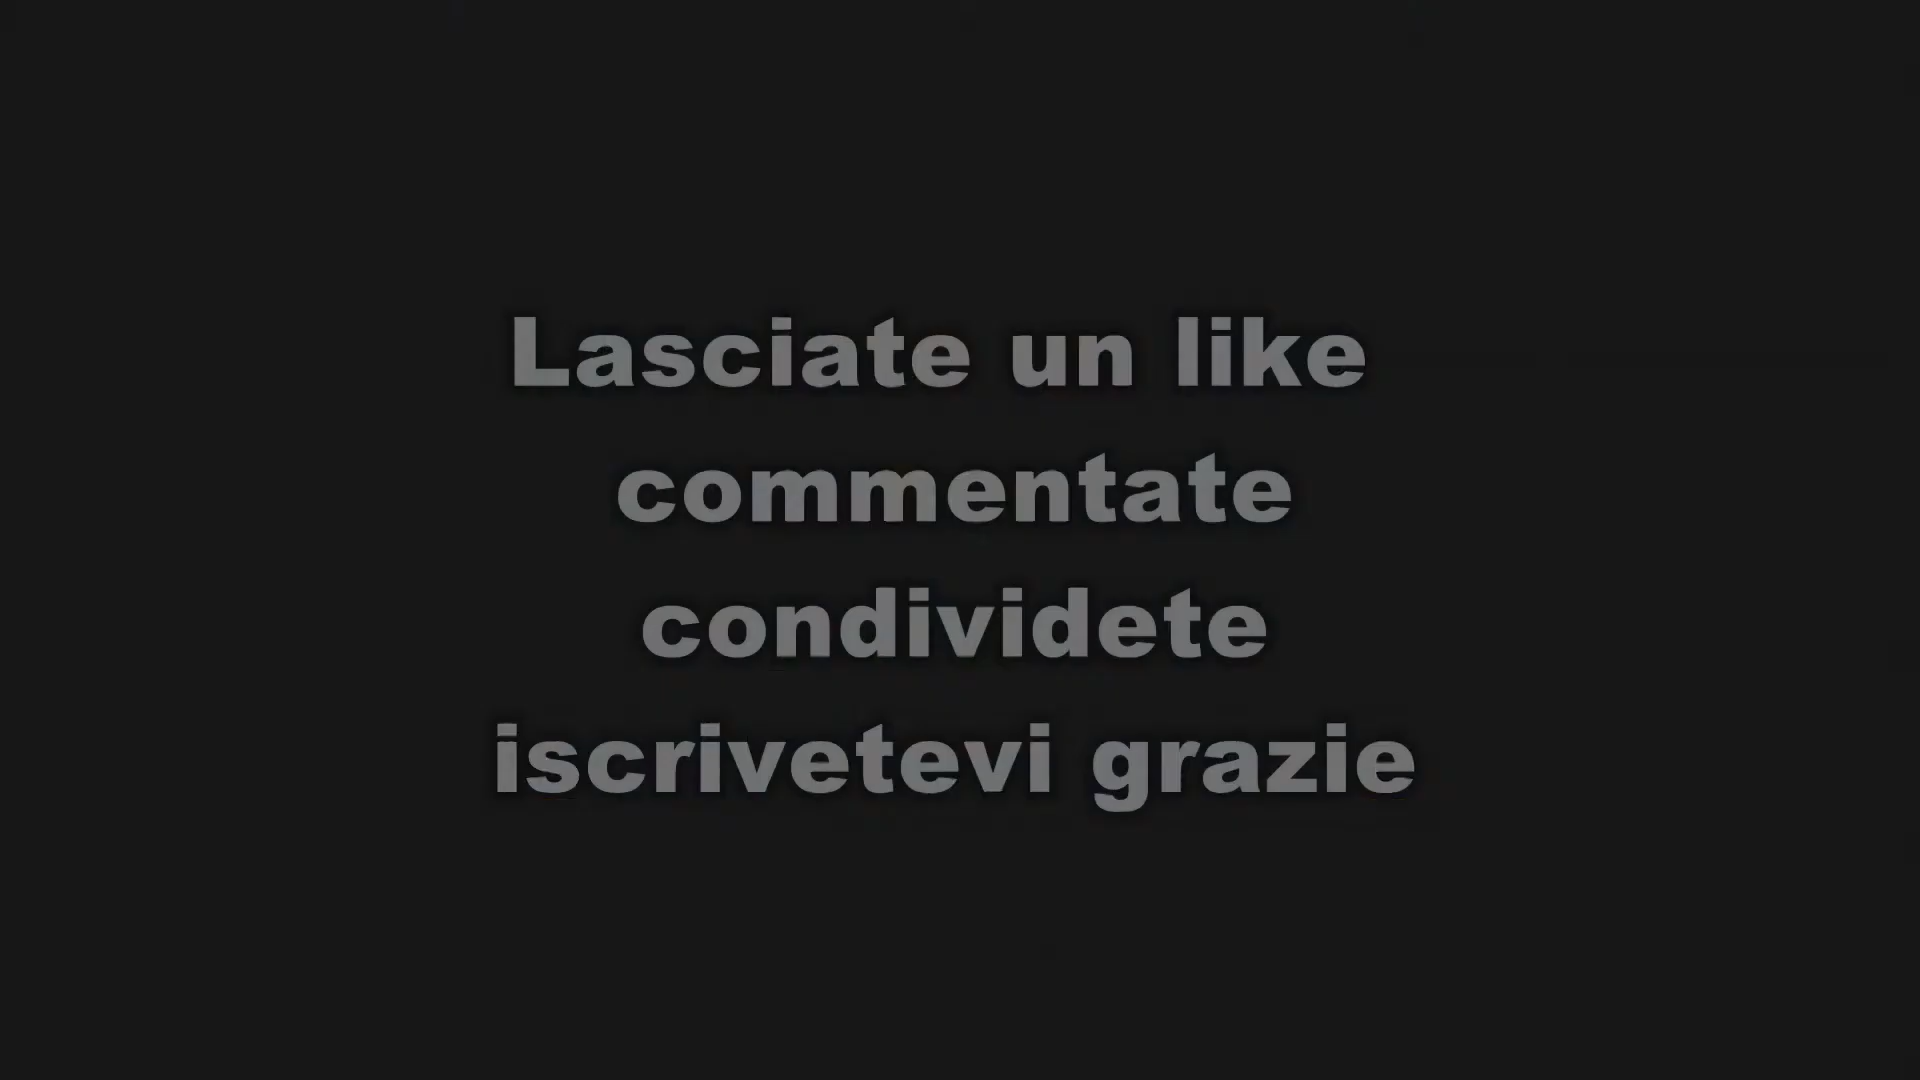 Lasciate un like
commentate
condividete
iscrivetevi grazie